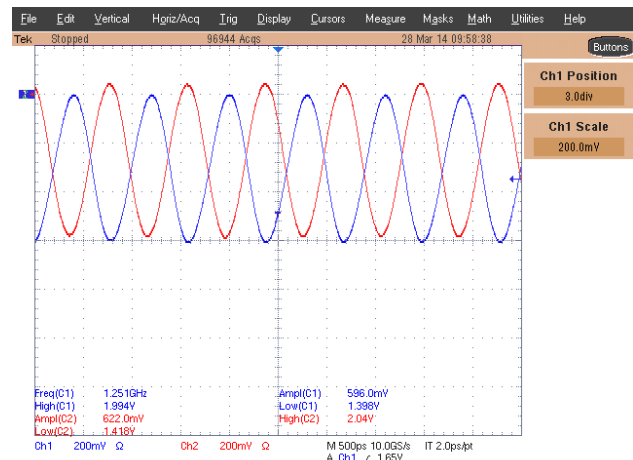 File Edit Vertical Horiz/Acq Trig Display Cursors Measure Masks Math Utilities Help
Tek Stopped 96944 Acqs 28 Mar 14 09:58:38
Buttons
Ch1 Position
3.0div
Ch1 Scale
200.0mV
Freq(C1) 1.251GHz Ampl(C1) 596.0mV
High(C1) 1.994V Low(C1) 1.398V
Ampl(C2) 622.0mV High(C2) 2.04V
Low(C2) 1.418V
Ch1 200mV Ω Ch2 200mV Ω M 500ps 10.0GS/s IT 2.0ps/pt
A Ch1 1.65V